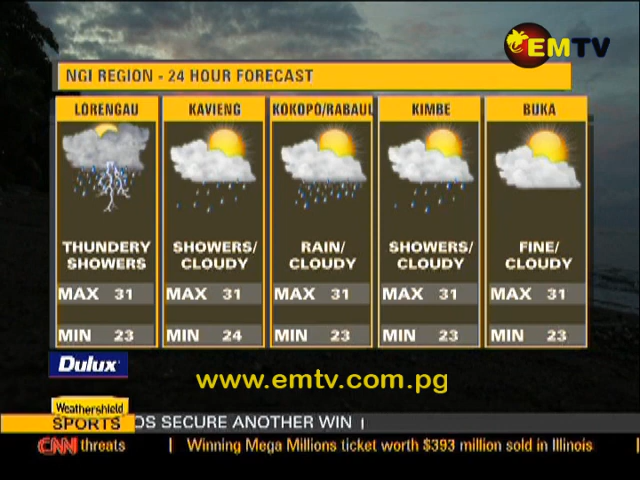 EMTV
NGI REGION - 24 HOUR FORECAST
LORENGAU
THUNDERY
SHOWERS
MAX 31
MIN 23
KAVIENG
SHOWERS/
CLOUDY
MAX 31
MIN 24
KOKOPO/RABAUL
RAIN/
CLOUDY
MAX 31
MIN 23
KIMBE
SHOWERS/
CLOUDY
MAX 31
MIN 23
BUKA
FINE/
CLOUDY
MAX 31
MIN 23
Dulux
www.emtv.com.pg
Weathershield
SPORTS OS SECURE ANOTHER WIN |
CNN threats | Winning Mega Millions ticket worth $393 million sold in Illinois |